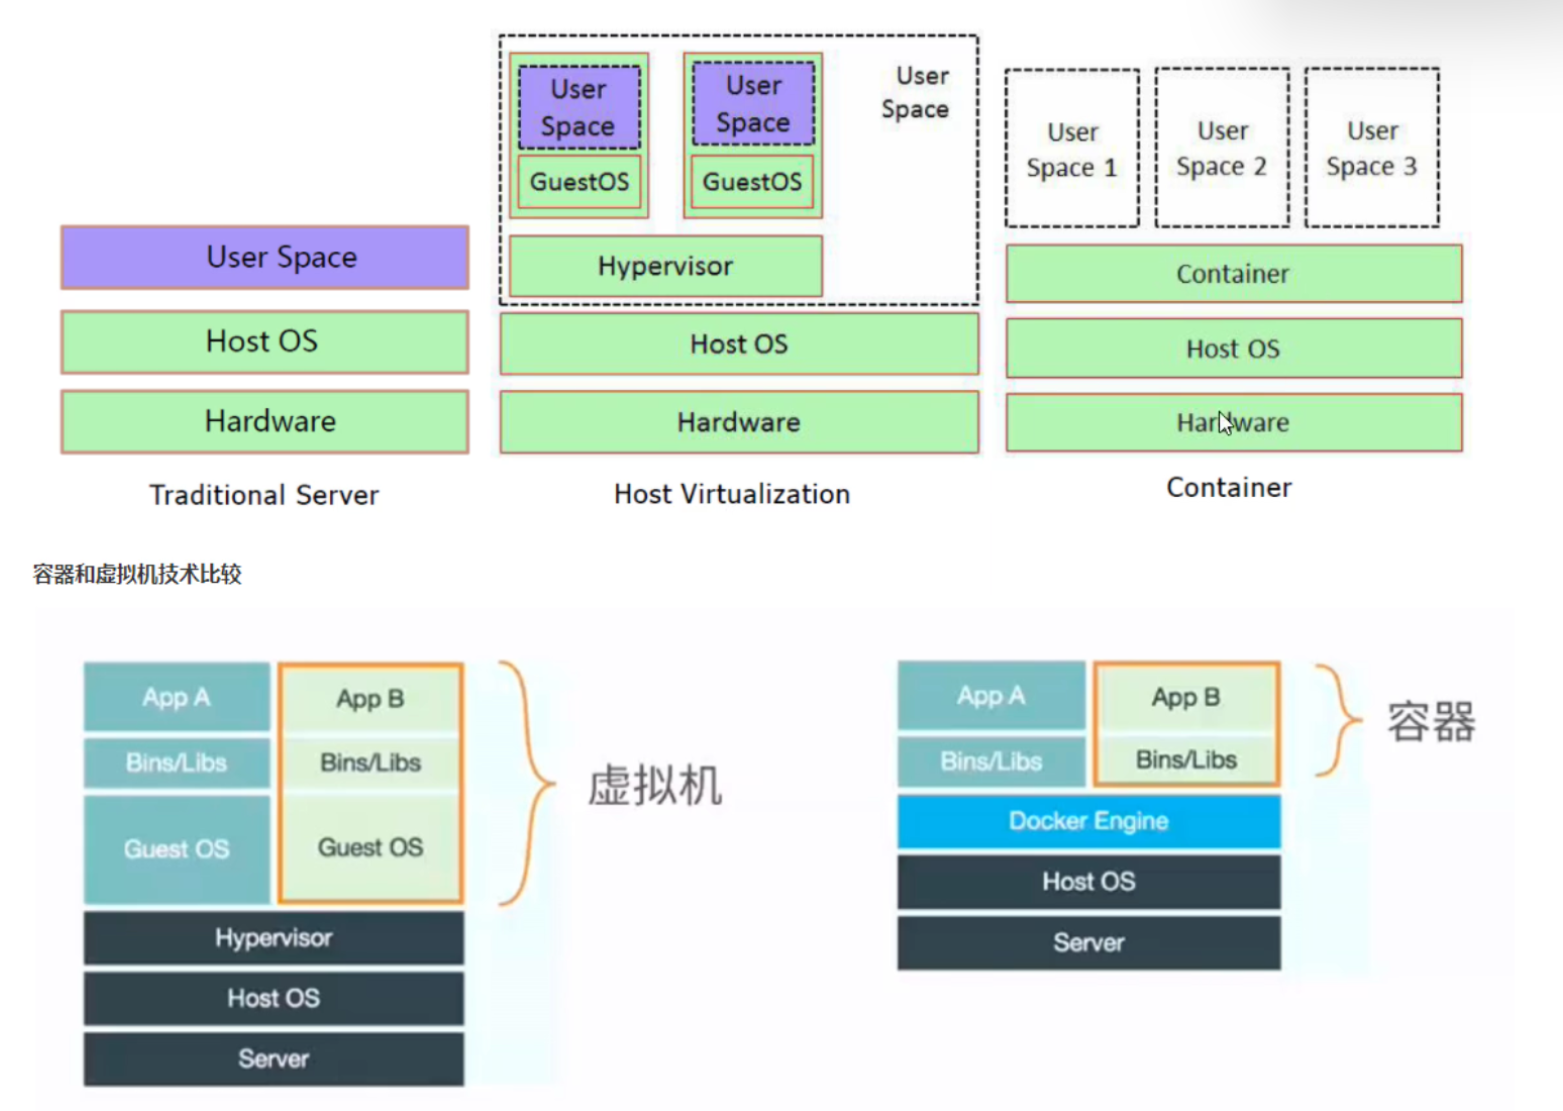 User
Space
GuestOS
User
Space
GuestOS
User
Space
Hypervisor
Host OS
Hardware
Host Virtualization
User Space
Host OS
Hardware
Traditional Server
User
Space 1
User
Space 2
User
Space 3
Container
Host OS
Hardware
Container
容器和虚拟机技术比较
App A
App B
Bins/Libs
Bins/Libs
Guest OS
Guest OS
Hypervisor
Host OS
Server
虚拟机
App A
App B
Bins/Libs
Bins/Libs
Docker Engine
Host OS
Server
容器